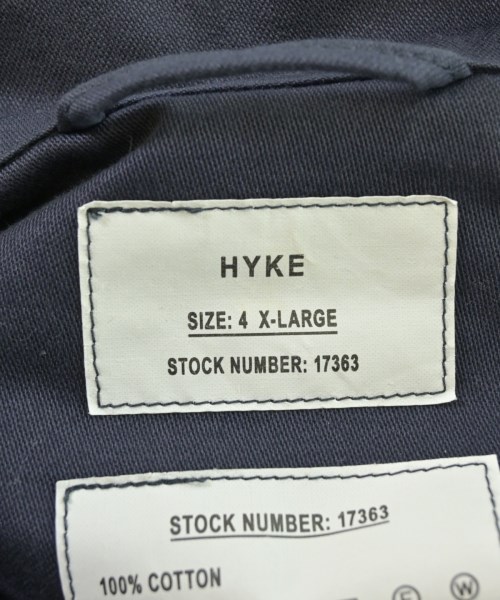 HYKE
SIZE: 4 X-LARGE
STOCK NUMBER: 17363
STOCK NUMBER: 17363
100% COTTON
F W